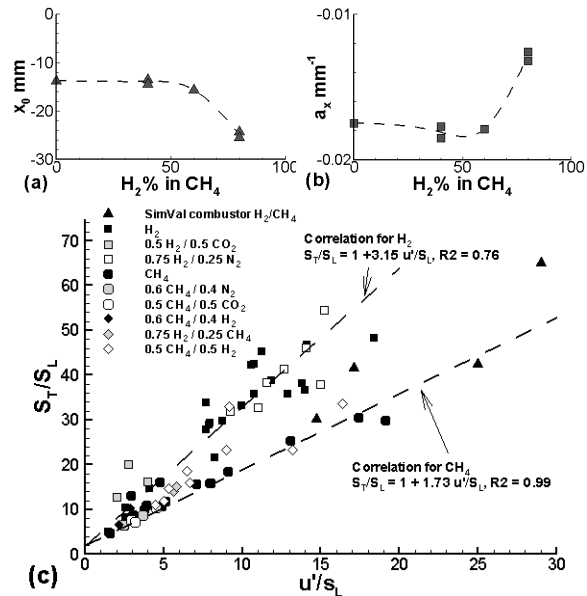 0
-10
-20
-30
x₀ mm
0
50
100
H₂% in CH₄
(a)
-0.01
-0.02
aₓ mm⁻¹
0
50
100
H₂% in CH₄
(b)
SimVal combustor H₂/CH₄
H₂
0.5 H₂ / 0.5 CO₂
0.75 H₂ / 0.25 N₂
CH₄
0.6 CH₄ / 0.4 N₂
0.5 CH₄ / 0.5 CO₂
0.6 CH₄ / 0.4 H₂
0.75 H₂ / 0.25 CH₄
0.5 CH₄ / 0.5 H₂
Correlation for H₂
S_T/S_L = 1 +3.15 u'/S_L, R2 = 0.76
Correlation for CH₄
S_T/S_L = 1 + 1.73 u'/S_L, R2 = 0.99
70
60
50
40
30
20
10
0
S_T/S_L
0
5
10
15
20
25
30
u'/s_L
(c)